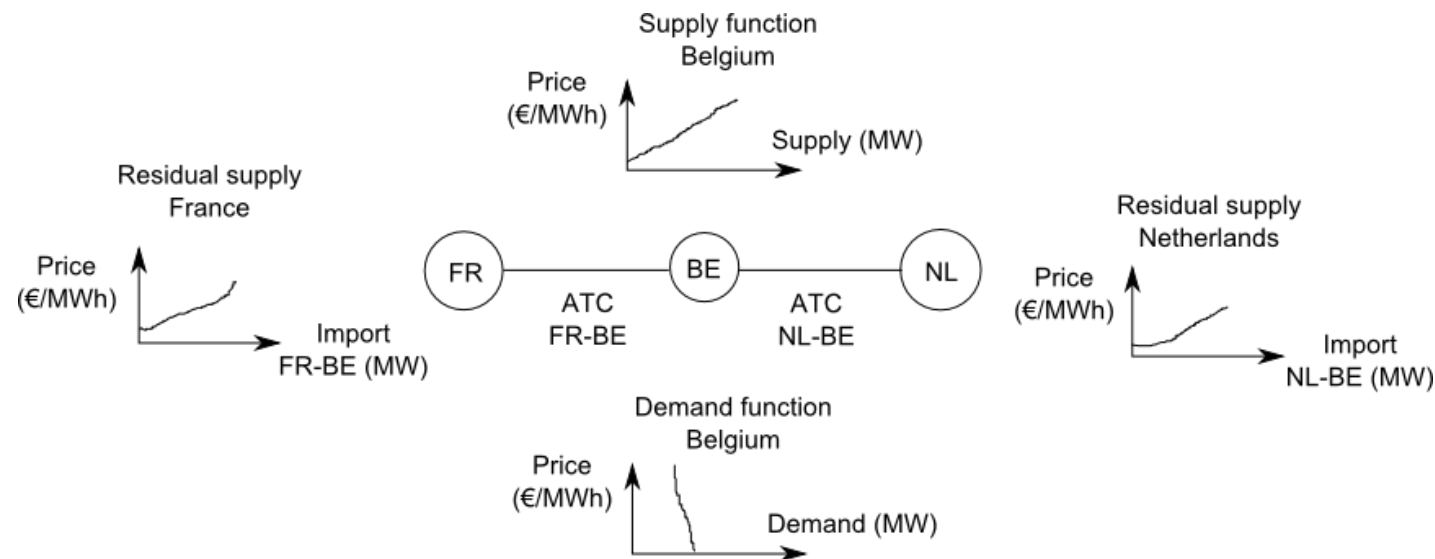 Supply function
Belgium
Price
(€/MWh)
Supply (MW)
Residual supply
France
Price
(€/MWh)
Import
FR-BE (MW)
FR
BE
NL
ATC
FR-BE
ATC
NL-BE
Residual supply
Netherlands
Price
(€/MWh)
Import
NL-BE (MW)
Demand function
Belgium
Price
(€/MWh)
Demand (MW)